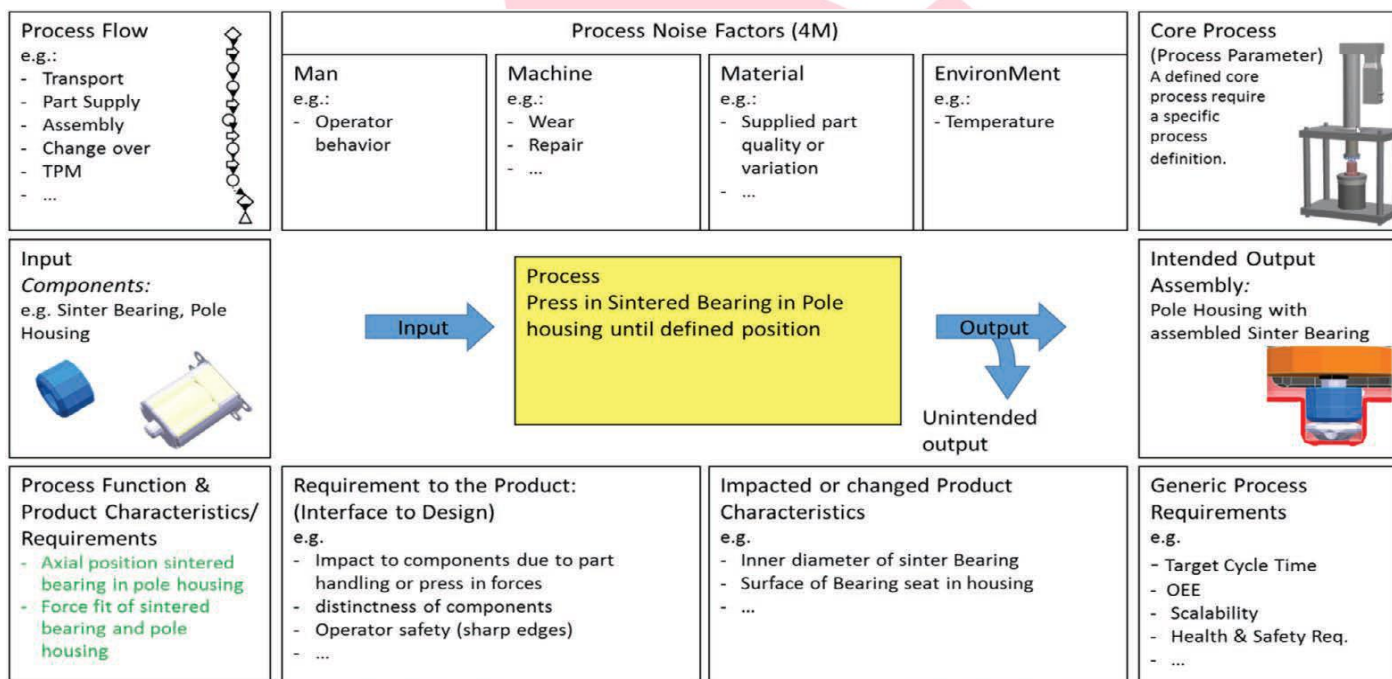 Process Flow
e.g.:
- Transport
- Part Supply
- Assembly
- Change over
- TPM
- ...
Process Noise Factors (4M)
Man
e.g.:
- Operator
behavior
Machine
e.g.:
- Wear
- Repair
- ...
Material
e.g.:
- Supplied part
quality or
variation
- ...
EnvironMent
e.g.:
- Temperature
Core Process
(Process Parameter)
A defined core
process require
a specific
process
definition.
Input
Components:
e.g. Sinter Bearing, Pole
Housing
Input
Process
Press in Sintered Bearing in Pole
housing until defined position
Output
Unintended
output
Intended Output
Assembly:
Pole Housing with
assembled Sinter Bearing
Process Function &
Product Characteristics/
Requirements
- Axial position sintered
bearing in pole housing
- Force fit of sintered
bearing and pole
housing
Requirement to the Product:
(Interface to Design)
e.g.
- Impact to components due to part
handling or press in forces
- distinctness of components
- Operator safety (sharp edges)
- ...
Impacted or changed Product
Characteristics
e.g.
- Inner diameter of sinter Bearing
- Surface of Bearing seat in housing
- ...
Generic Process
Requirements
e.g.
- Target Cycle Time
- OEE
- Scalability
- Health & Safety Req.
- ...